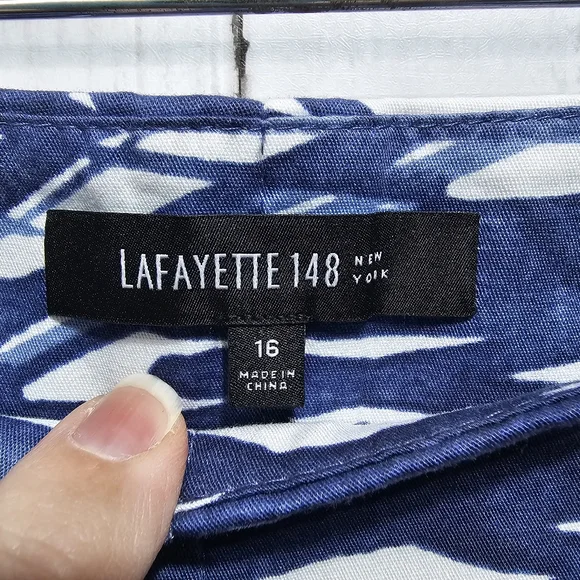 LAFAYETTE 148 NEW YORK
16
MADE IN
CHINA